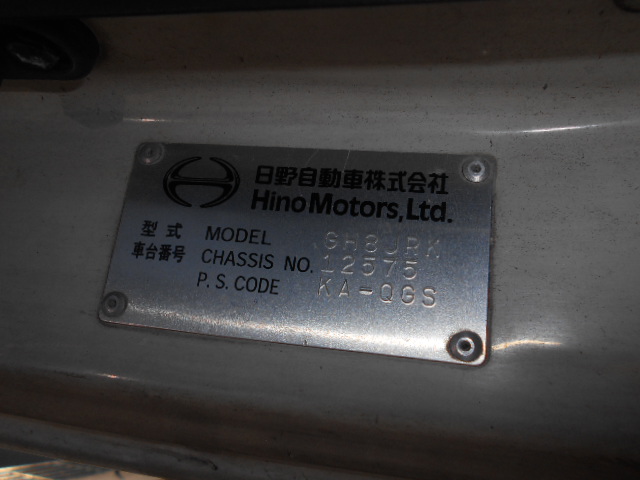 日野自動車株式会社
Hino Motors, Ltd.
型式 MODEL GH8JRK
車台番号 CHASSIS NO. 12575
P.S.CODE KA-QGS